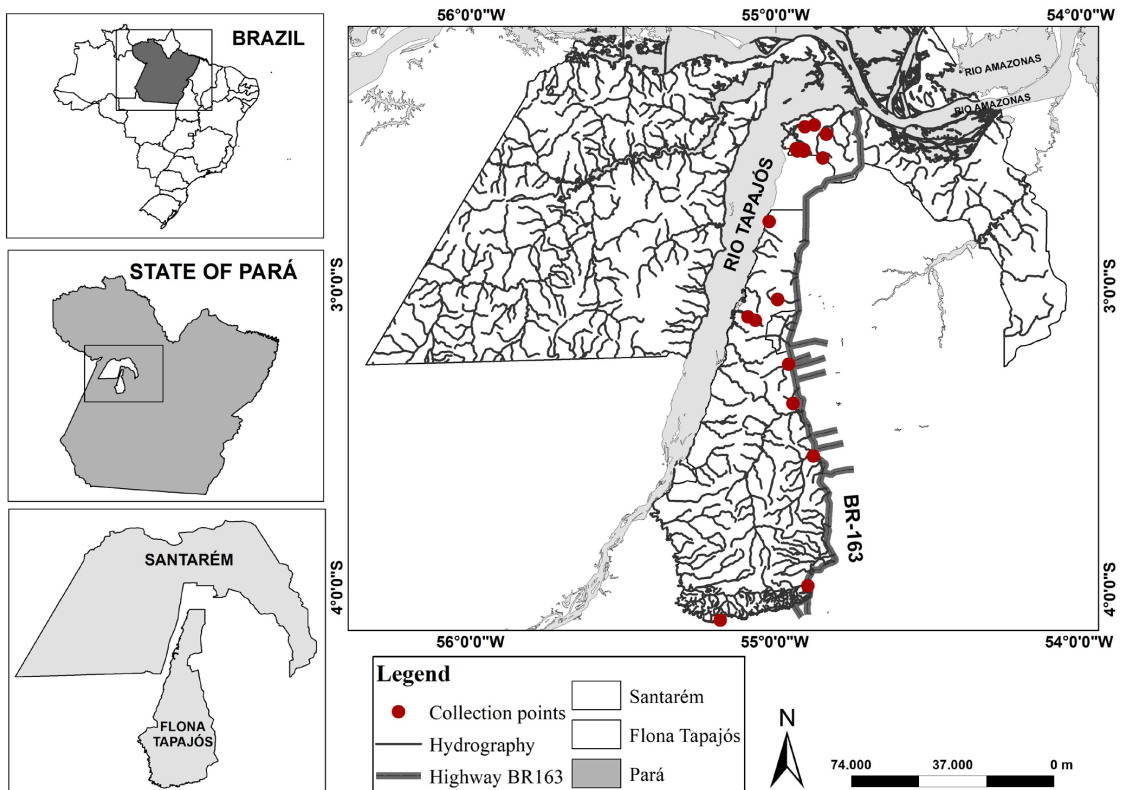 BRAZIL
STATE OF PARÁ
SANTARÉM
FLONA
TAPAJÓS
56°0'0"W
55°0'0"W
54°0'0"W
3°0'0"S
4°0'0"S
RIO AMAZONAS
RIO AMAZONAS
RIO TAPAJÓS
BR-163
3°0'0"S
4°0'0"S
56°0'0"W
55°0'0"W
54°0'0"W
Legend
Collection points
Hydrography
Highway BR163
Santarém
Flona Tapajós
Pará
N
74.000 37.000 0 m